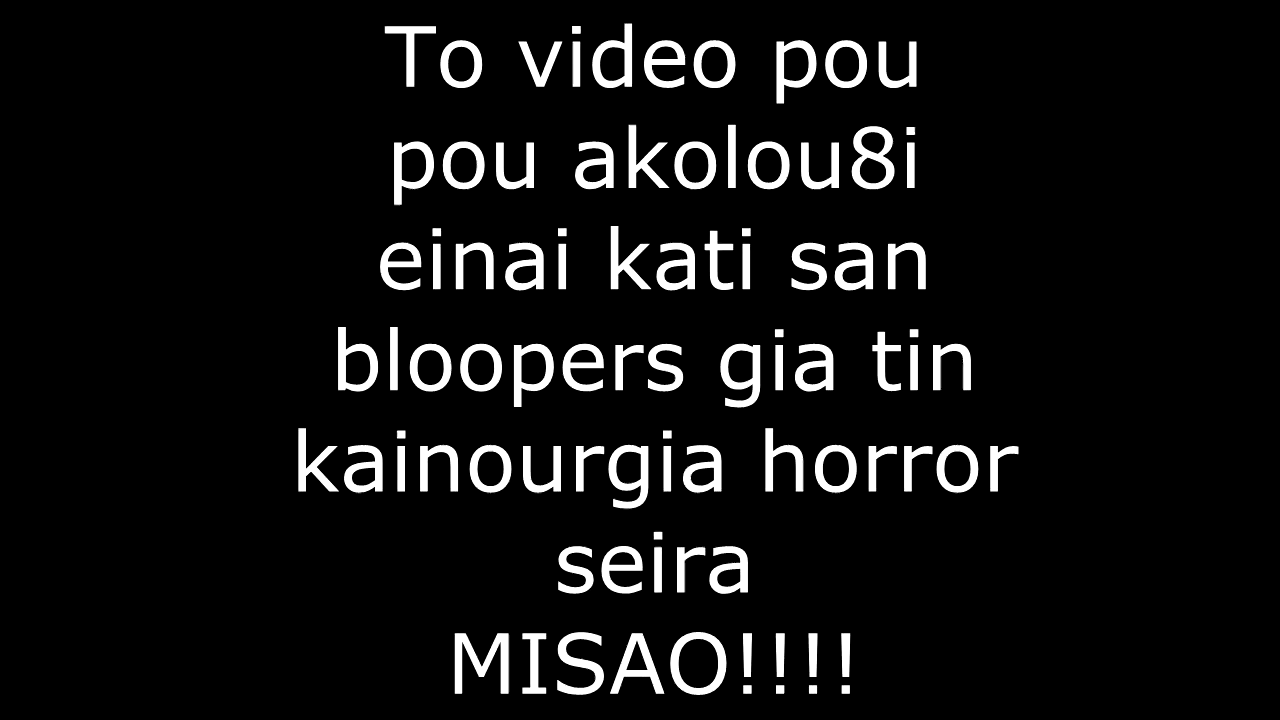 To video pou
pou akolou8i
einai kati san
bloopers gia tin
kainourgia horror
seira
MISAO!!!!